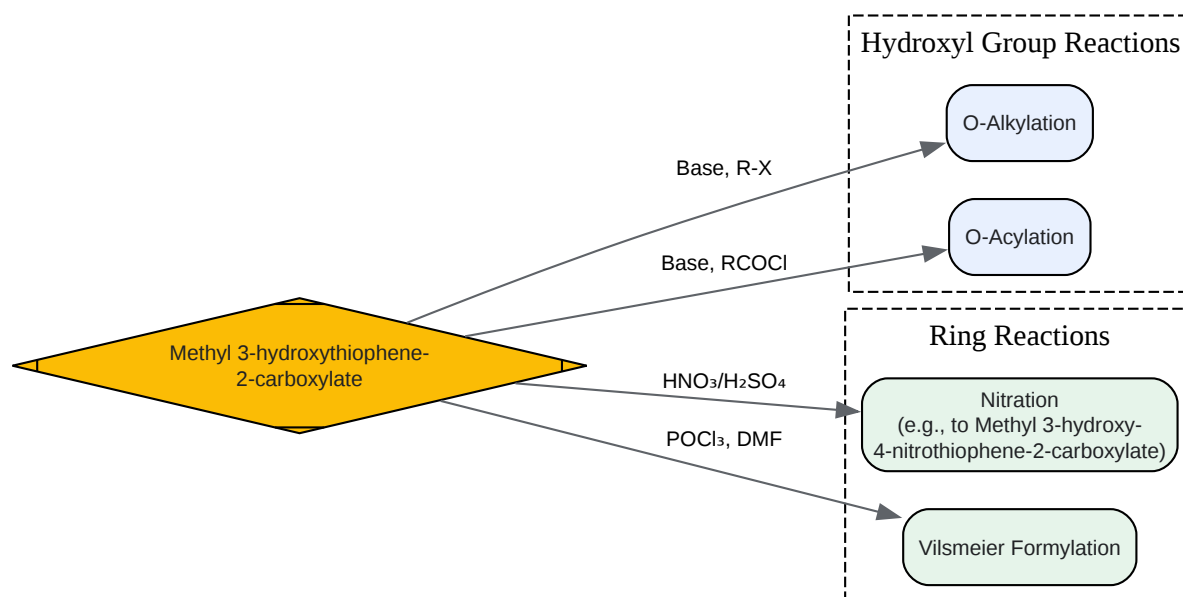 Hydroxyl Group Reactions
O-Alkylation
Base, R-X
O-Acylation
Base, RCOCl
Methyl 3-hydroxythiophene-
2-carboxylate
Ring Reactions
HNO₃/H₂SO₄
Nitration
(e.g., to Methyl 3-hydroxy-
4-nitrothiophene-2-carboxylate)
POCl₃, DMF
Vilsmeier Formylation